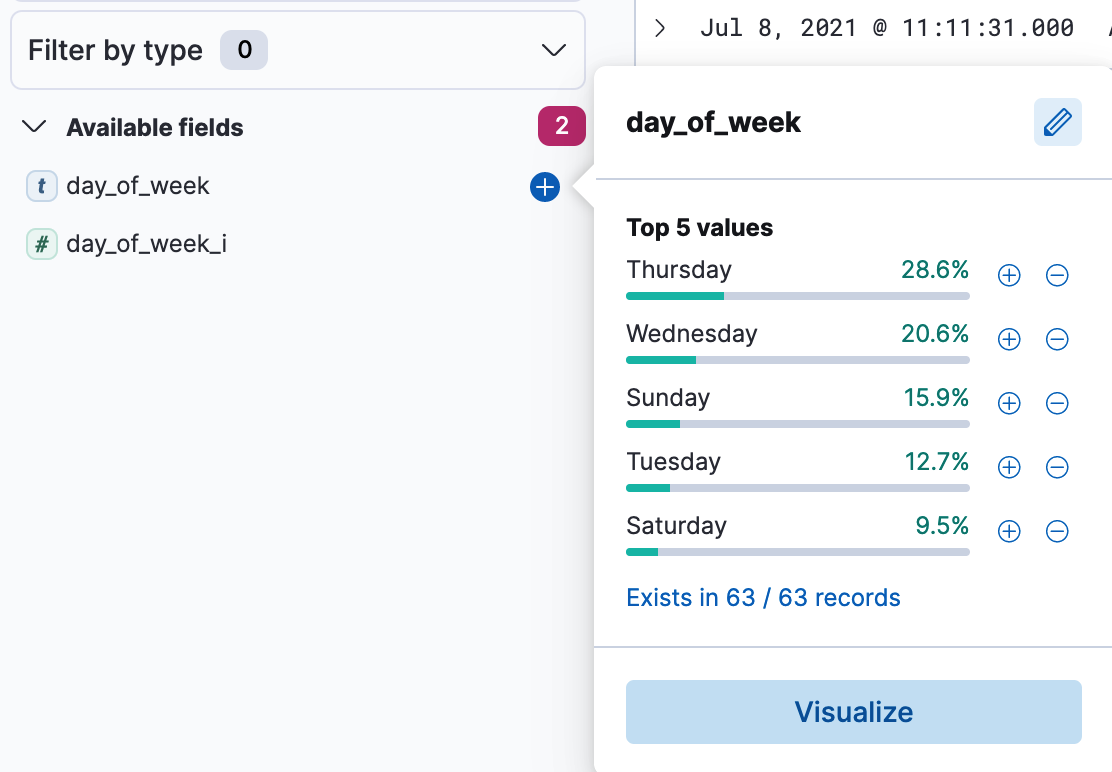 Filter by type 0
Jul 8, 2021 @ 11:11:31.000
Available fields 2
t day_of_week
# day_of_week_i
day_of_week
Top 5 values
Thursday 28.6%
Wednesday 20.6%
Sunday 15.9%
Tuesday 12.7%
Saturday 9.5%
Exists in 63 / 63 records
Visualize